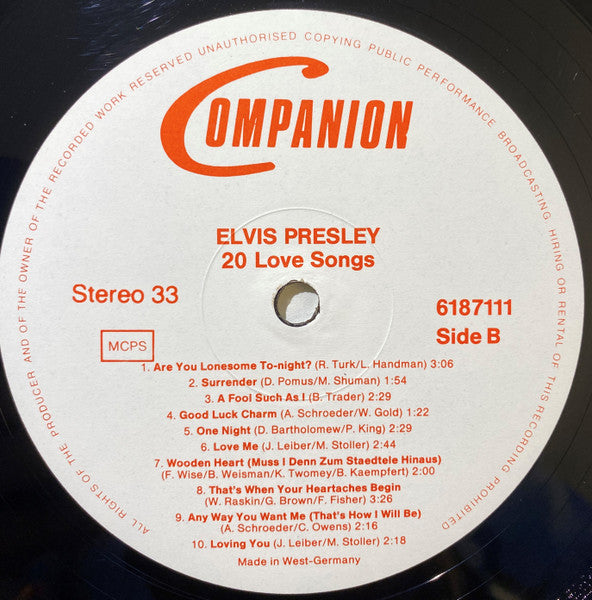 ALL RIGHTS OF THE PRODUCER AND OF THE OWNER OF THE RECORDED WORK RESERVED UNAUTHORISED COPYING PUBLIC PERFORMANCE BROADCASTING HIRING OR RENTAL OF THIS RECORDING PROHIBITED
COMPANION
ELVIS PRESLEY
20 Love Songs
Stereo 33
6187111
Side B
MCPS
1. Are You Lonesome To-night? (R. Turk/L. Handman) 3:06
2. Surrender (D. Pomus/M. Shuman) 1:54
3. A Fool Such As I (B. Trader) 2:29
4. Good Luck Charm (A. Schroeder/W. Gold) 1:22
5. One Night (D. Bartholomew/P. King) 2:29
6. Love Me (J. Leiber/M. Stoller) 2:44
7. Wooden Heart (Muss I Denn Zum Staedtele Hinaus)
(F. Wise/B. Weisman/K. Twomey/B. Kaempfert) 2:00
8. That's When Your Heartaches Begin
(W. Raskin/G. Brown/F. Fisher) 3:26
9. Any Way You Want Me (That's How I Will Be)
(A. Schroeder/C. Owens) 2:16
10. Loving You (J. Leiber/M. Stoller) 2:18
Made in West-Germany